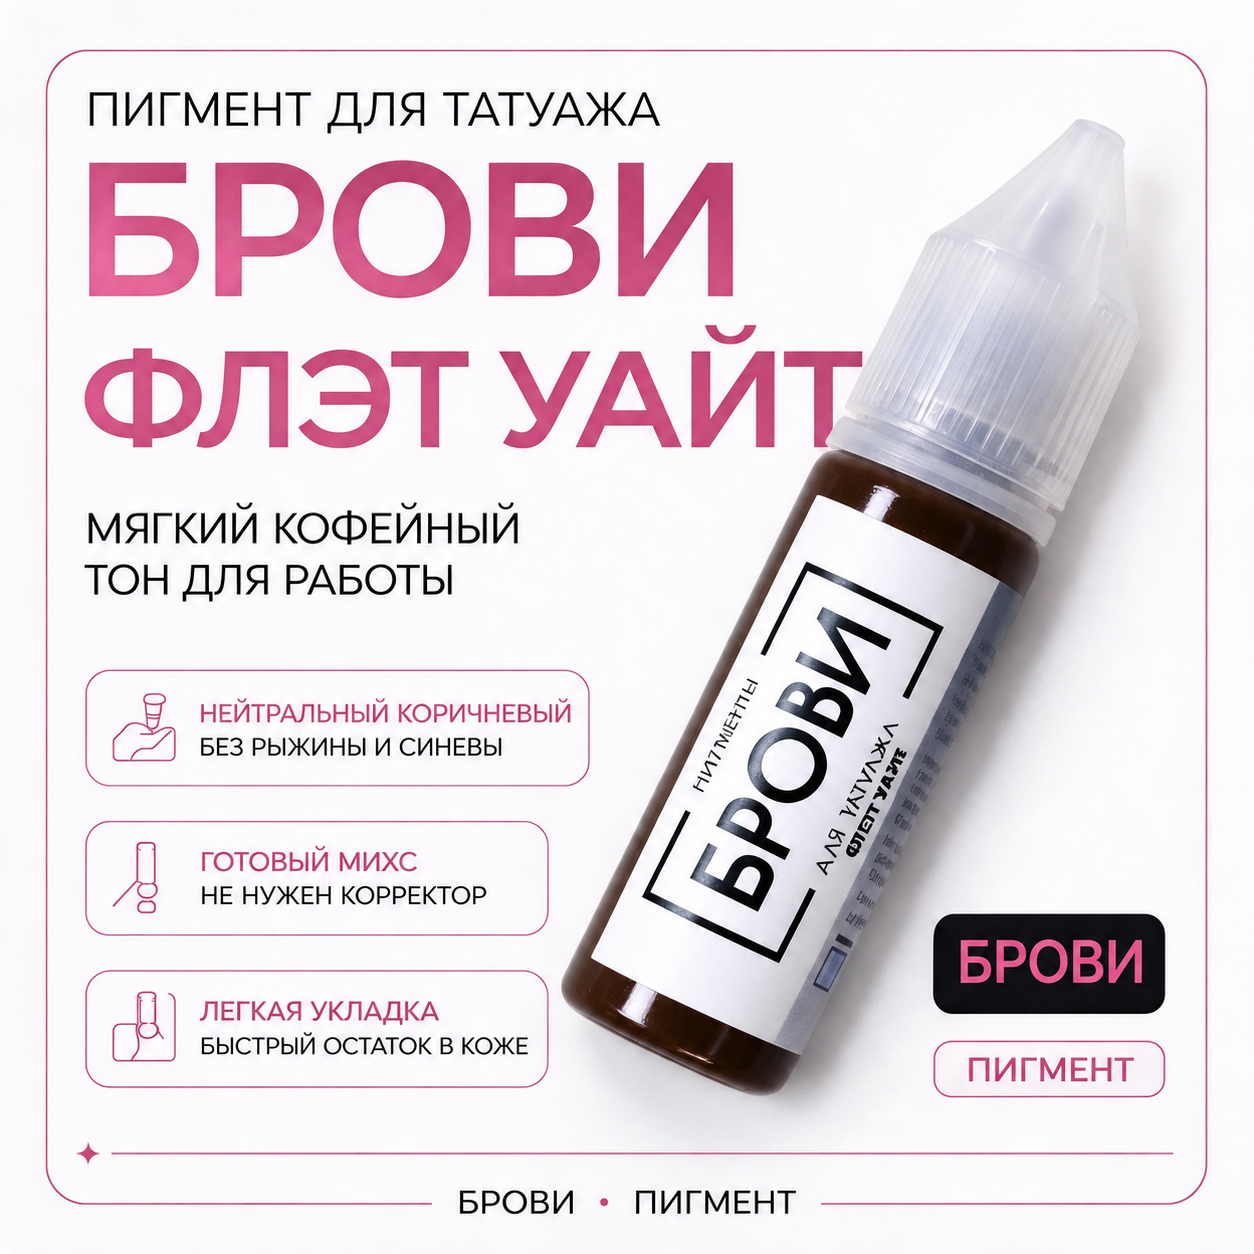 ПИГМЕНТ ДЛЯ ТАТУАЖА
БРОВИ
ФЛЭТ УАЙТ
МЯГКИЙ КОФЕЙНЫЙ
ТОН ДЛЯ РАБОТЫ
НЕЙТРАЛЬНЫЙ КОРИЧНЕВЫЙ
БЕЗ РЫЖИНЫ И СИНЕВЫ
ГОТОВЫЙ МИХС
НЕ НУЖЕН КОРРЕКТОР
ЛЕГКАЯ УКЛАДКА
БЫСТРЫЙ ОСТАТОК В КОЖЕ
БРОВИ
БРОВИ
ПИГМЕНТ
БРОВИ • ПИГМЕНТ